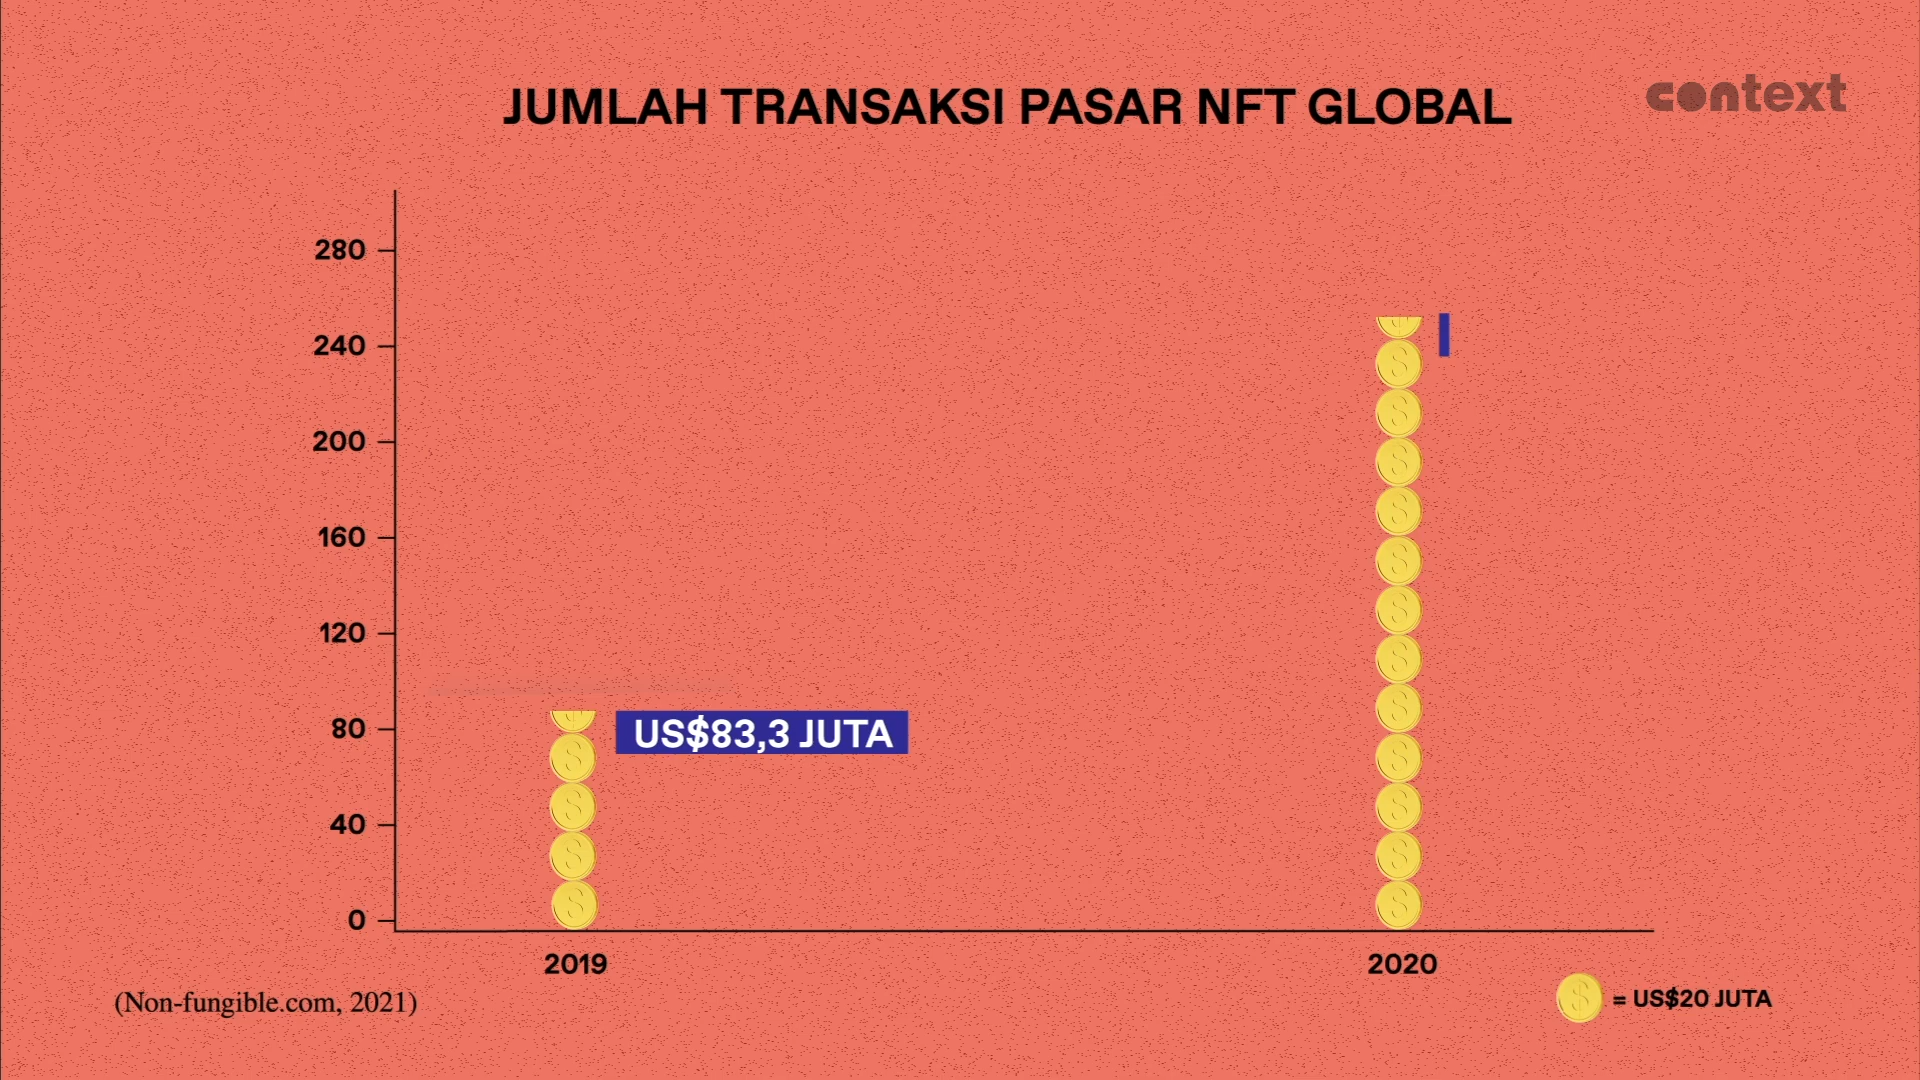 JUMLAH TRANSAKSI PASAR NFT GLOBAL
context
280
240
200
160
120
80
40
0
US$83,3 JUTA
2019
2020
(Non-fungible.com, 2021)
= US$20 JUTA